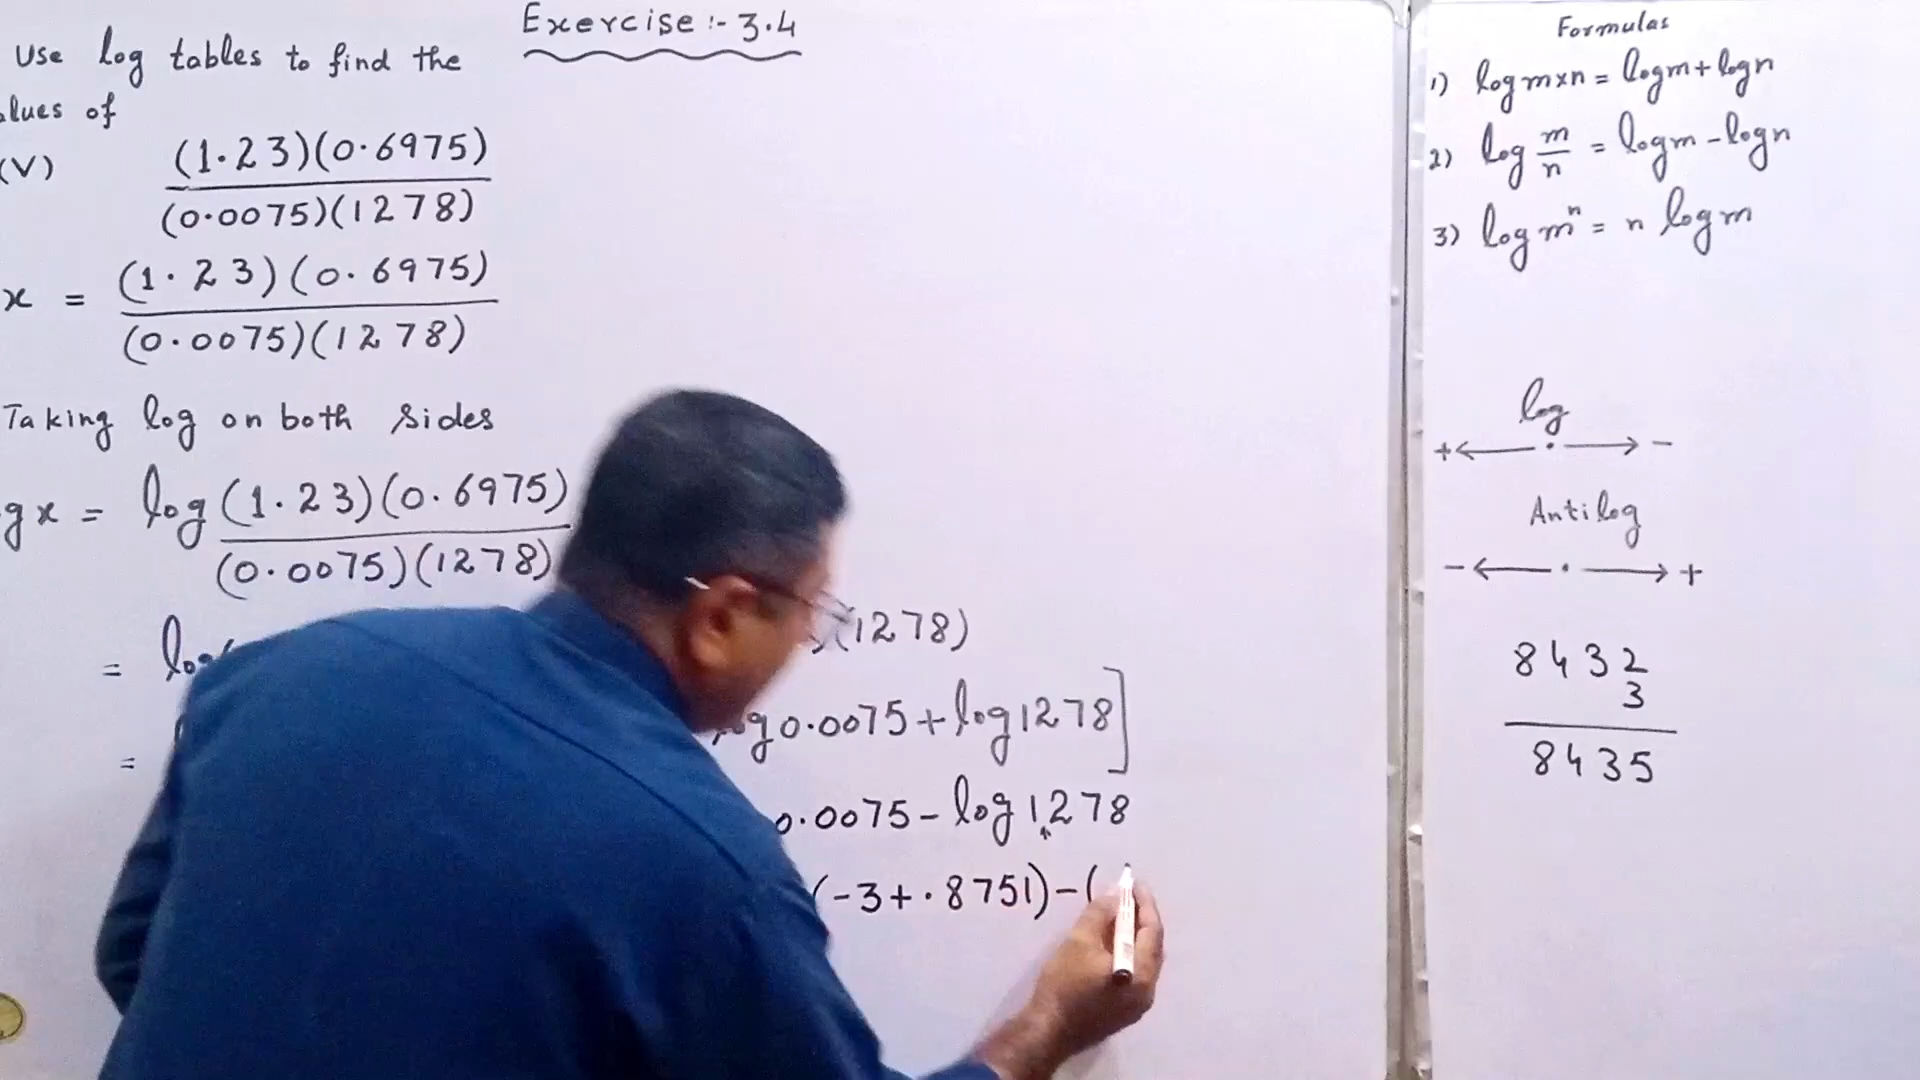 Exercise :- 3.4
Use log tables to find the
alues of
(V) (1.23)(0.6975)
(0.0075)(1278)
x = (1.23)(0.6975)
(0.0075)(1278)
Taking log on both sides
g x = log (1.23)(0.6975)
(0.0075)(1278)
= log (1278)
= g 0.0075 + log 1278]
0.0075 - log 1278
(-3 + .8751) - (
Formulas
1) log m×n = log m + log n
2) log m/n = log m - log n
3) log mⁿ = n log m
log
+ ← . → -
Antilog
- ← . → +
8432
3
8435